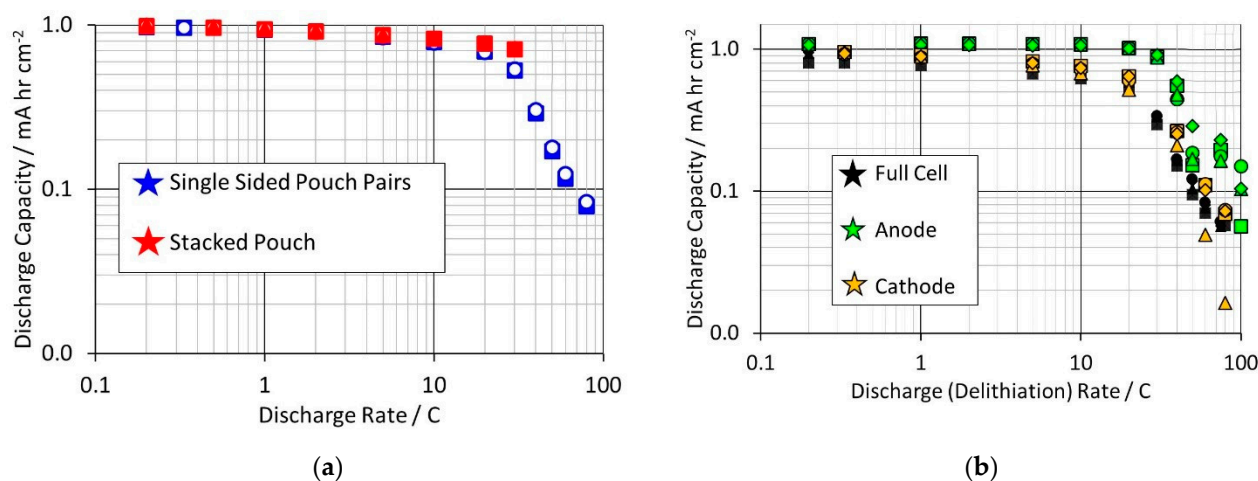 Discharge Capacity / mA hr cm⁻²
1.0
0.1
0.0
Single Sided Pouch Pairs
Stacked Pouch
0.1 1 10 100
Discharge Rate / C
(a)
Discharge Capacity / mA hr cm⁻²
1.0
0.1
0.0
Full Cell
Anode
Cathode
0.1 1 10 100
Discharge (Delithiation) Rate / C
(b)